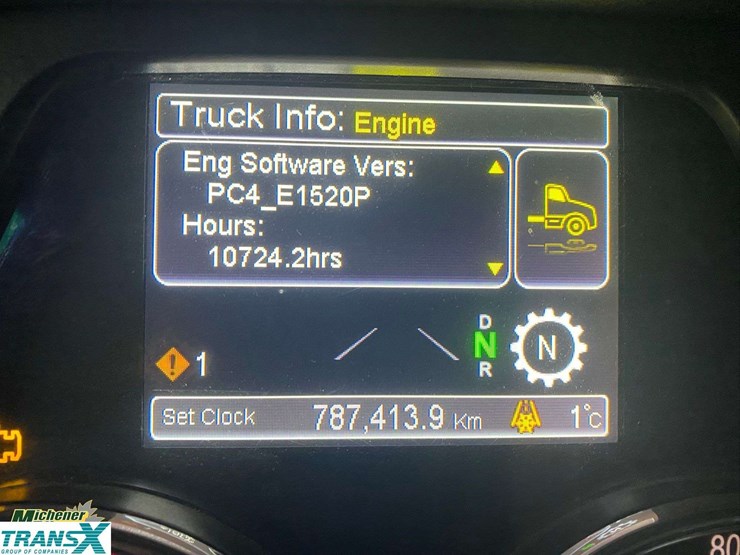 Truck Info: Engine
Eng Software Vers:
PC4_E1520P
Hours:
10724.2hrs
D
N
R
N
! 1
Set Clock 787,413.9 Km 1°C
80
Michener
TRANSX
GROUP OF COMPANIES